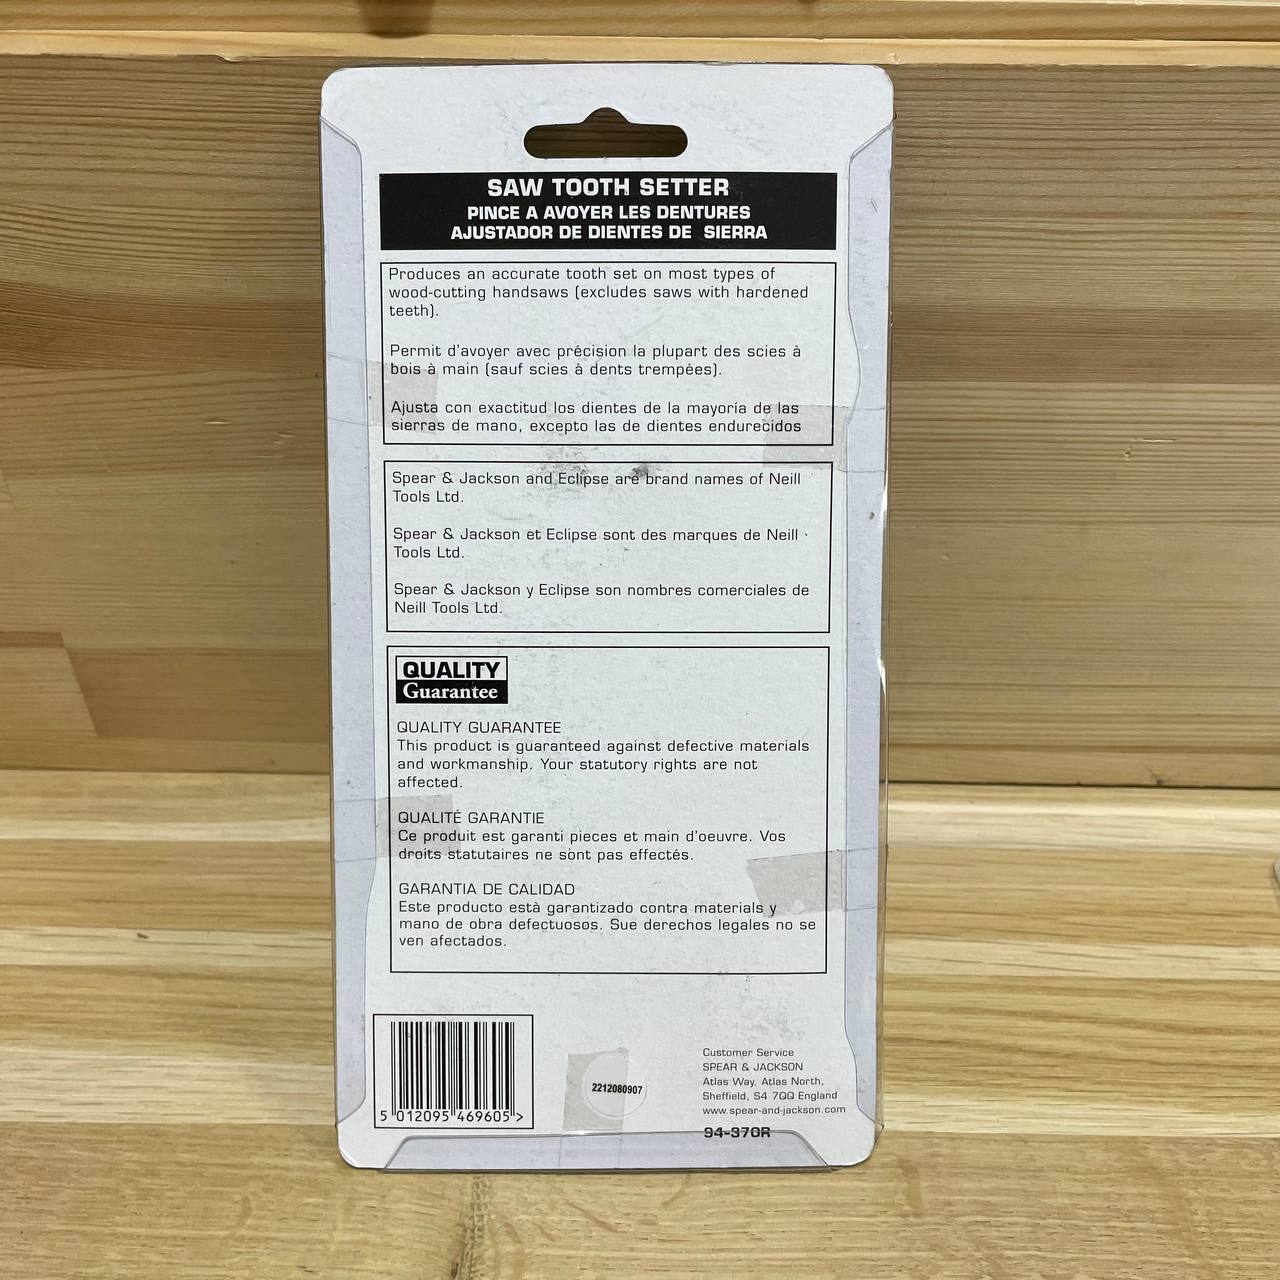 SAW TOOTH SETTER
PINCE A AVOYER LES DENTURES
AJUSTADOR DE DIENTES DE SIERRA
Produces an accurate tooth set on most types of
wood-cutting handsaws (excludes saws with hardened
teeth).
Permit d'avoyer avec précision la plupart des scies à
bois à main (sauf scies à dents trempées).
Ajusta con exactitud los dientes de la mayoría de las
sierras de mano, excepto las de dientes endurecidos
Spear & Jackson and Eclipse are brand names of Neill
Tools Ltd.
Spear & Jackson et Eclipse sont des marques de Neill
Tools Ltd.
Spear & Jackson y Eclipse son nombres comerciales de
Neill Tools Ltd.
QUALITY
Guarantee
QUALITY GUARANTEE
This product is guaranteed against defective materials
and workmanship. Your statutory rights are not
affected.
QUALITÉ GARANTIE
Ce produit est garanti pieces et main d'oeuvre. Vos
droits statutaires ne sont pas effectés.
GARANTIA DE CALIDAD
Este producto està garantizado contra materials y
mano de obra defectuosos. Sue derechos legales no se
ven afectados.
5 012095 469605 >
2212080907
Customer Service
SPEAR & JACKSON
Atlas Way, Atlas North,
Sheffield, S4 7QQ England
www.spear-and-jackson.com
94-370R